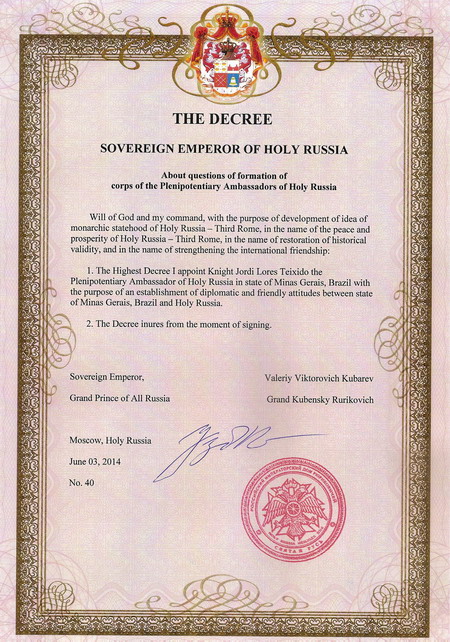 THE DECREE
SOVEREIGN EMPEROR OF HOLY RUSSIA
About questions of formation of
corps of the Plenipotentiary Ambassadors of Holy Russia
Will of God and my command, with the purpose of development of idea of
monarchic statehood of Holy Russia – Third Rome, in the name of the peace and
prosperity of Holy Russia – Third Rome, in the name of restoration of historical
validity, and in the name of strengthening the international friendship:
1. The Highest Decree I appoint Knight Jordi Lores Teixido the
Plenipotentiary Ambassador of Holy Russia in state of Minas Gerais, Brazil with
the purpose of an establishment of diplomatic and friendly attitudes between state
of Minas Gerais, Brazil and Holy Russia.
2. The Decree inures from the moment of signing.
Sovereign Emperor,
Valeriy Viktorovich Kubarev
Grand Prince of All Russia
Grand Kubensky Rurikovich
Moscow, Holy Russia
June 03, 2014
No. 40
СВЯТАЯ РУСЬ